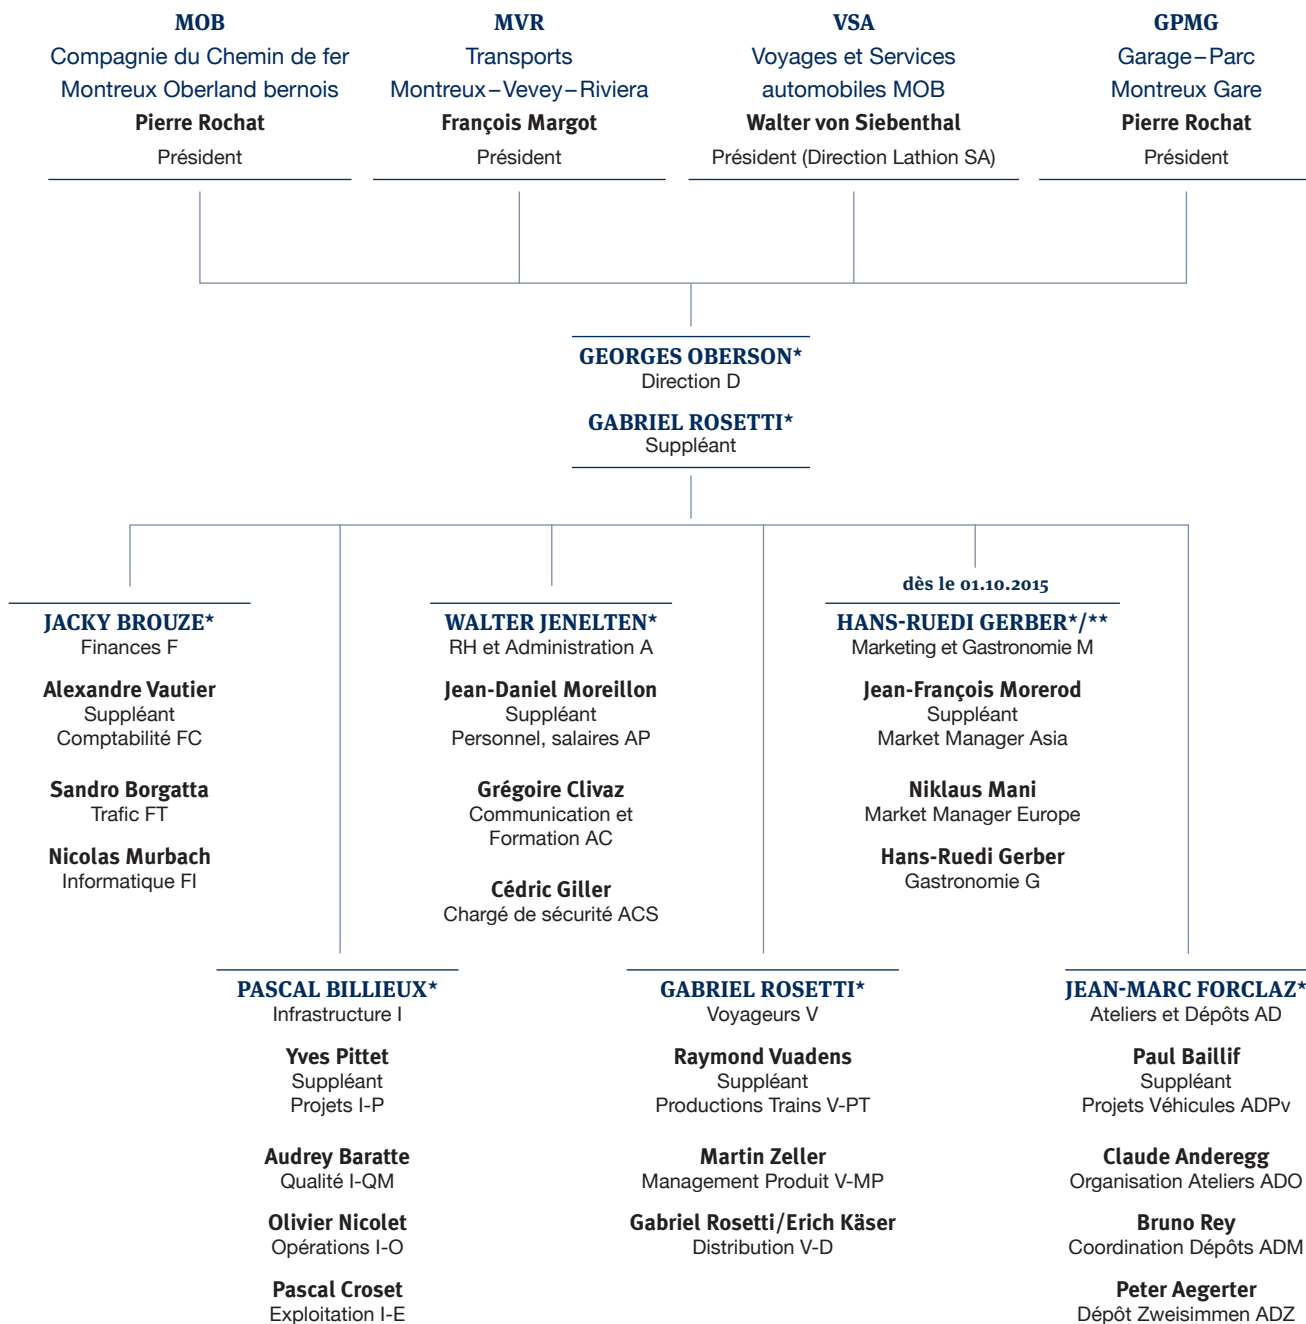 MOB
Compagnie du Chemin de fer
Montreux Oberland bernois
Pierre Rochat
Président
MVR
Transports
Montreux–Vevey–Riviera
François Margot
Président
VSA
Voyages et Services
automobiles MOB
Walter von Siebenthal
Président (Direction Lathion SA)
GPMG
Garage–Parc
Montreux Gare
Pierre Rochat
Président
GEORGES OBERSON*
Direction D
GABRIEL ROSETTI*
Suppléant
JACKY BROUZE*
Finances F
Alexandre Vautier
Suppléant
Comptabilité FC
Sandro Borgatta
Trafic FT
Nicolas Murbach
Informatique FI
WALTER JENELTEN*
RH et Administration A
Jean-Daniel Moreillon
Suppléant
Personnel, salaires AP
Grégoire Clivaz
Communication et
Formation AC
Cédric Giller
Chargé de sécurité ACS
dès le 01.10.2015
HANS-RUEDI GERBER*/**
Marketing et Gastronomie M
Jean-François Morerod
Suppléant
Market Manager Asia
Niklaus Mani
Market Manager Europe
Hans-Ruedi Gerber
Gastronomie G
PASCAL BILLIEUX*
Infrastructure I
Yves Pittet
Suppléant
Projets I-P
Audrey Baratte
Qualité I-QM
Olivier Nicolet
Opérations I-O
Pascal Croset
Exploitation I-E
GABRIEL ROSETTI*
Voyageurs V
Raymond Vuadens
Suppléant
Productions Trains V-PT
Martin Zeller
Management Produit V-MP
Gabriel Rosetti/Erich Käser
Distribution V-D
JEAN-MARC FORCLAZ*
Ateliers et Dépôts AD
Paul Baillif
Suppléant
Projets Véhicules ADPv
Claude Anderegg
Organisation Ateliers ADO
Bruno Rey
Coordination Dépôts ADM
Peter Aegerter
Dépôt Zweisimmen ADZ